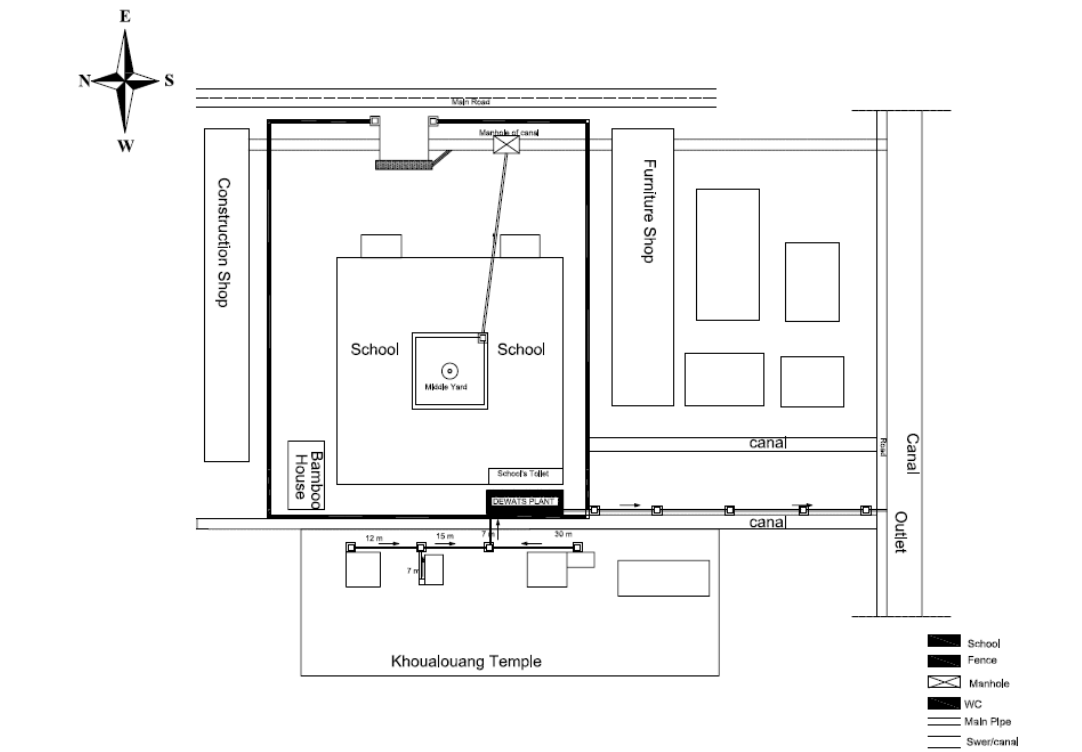 E
N
S
W
Main Road
Manhole of canal
Construction Shop
Furniture Shop
School
School
Middle Yard
canal
Road
Canal
Bamboo
House
School's Toilet
DEWATS PLANT
canal
Outlet
12 m
15 m
7 m
30 m
7 m
Khoualouang Temple
School
Fence
Manhole
WC
Main Pipe
Swer/canal